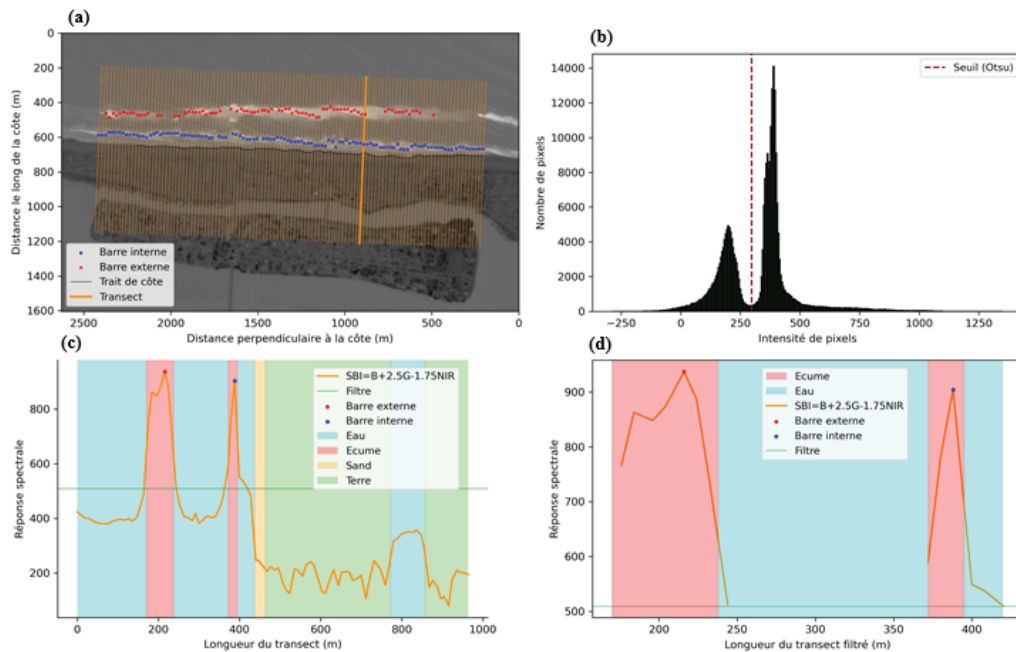 (a)
0
200
400
600
800
1000
1200
1400
1600
Distance le long de la côte (m)
Barre interne
Barre externe
Trait de côte
Transect
2500
2000
1500
1000
500
0
Distance perpendiculaire à la côte (m)
(b)
14000
12000
10000
8000
6000
4000
2000
0
Nombre de pixels
Seuil (Otsu)
-250
0
250
500
750
1000
1250
Intensité de pixels
(c)
800
600
400
200
Réponse spectrale
SBI=B+2.5G-1.75NIR
Filtre
Barre externe
Barre interne
Eau
Ecume
Sand
Terre
0
200
400
600
800
1000
Longueur du transect (m)
(d)
900
800
700
600
500
Réponse spectrale
Ecume
Eau
SBI=B+2.5G-1.75NIR
Barre externe
Barre interne
Filtre
200
250
300
350
400
Longueur du transect filtré (m)